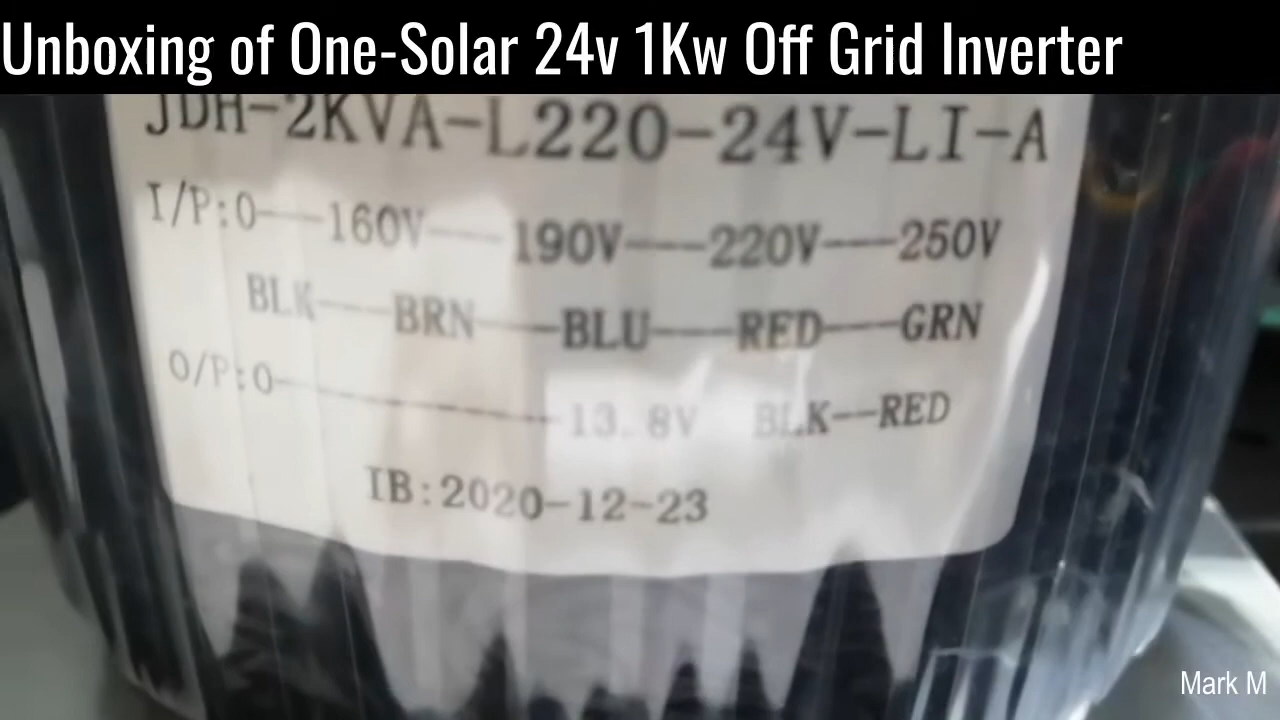 Unboxing of One-Solar 24v 1Kw Off Grid Inverter
JDH-2KVA-L220-24V-LI-A
I/P:0—160V—190V—220V—250V
BLK—BRN—BLU—RED—GRN
O/P:0—13.8V BLK—RED
IB:2020-12-23
Mark M